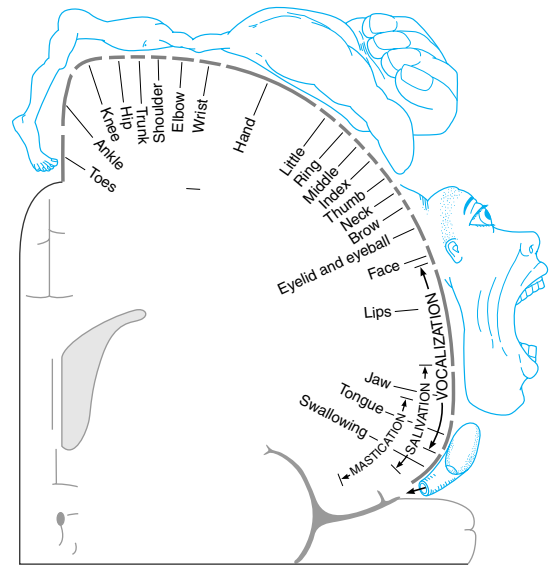 Toes
Ankle
Knee
Hip
Trunk
Shoulder
Elbow
Wrist
Hand
Little
Ring
Middle
Index
Thumb
Neck
Brow
Eyelid and eyeball
Face
Lips
Jaw
Tongue
Swallowing
MASTICATION
SALIVATION
VOCALIZATION